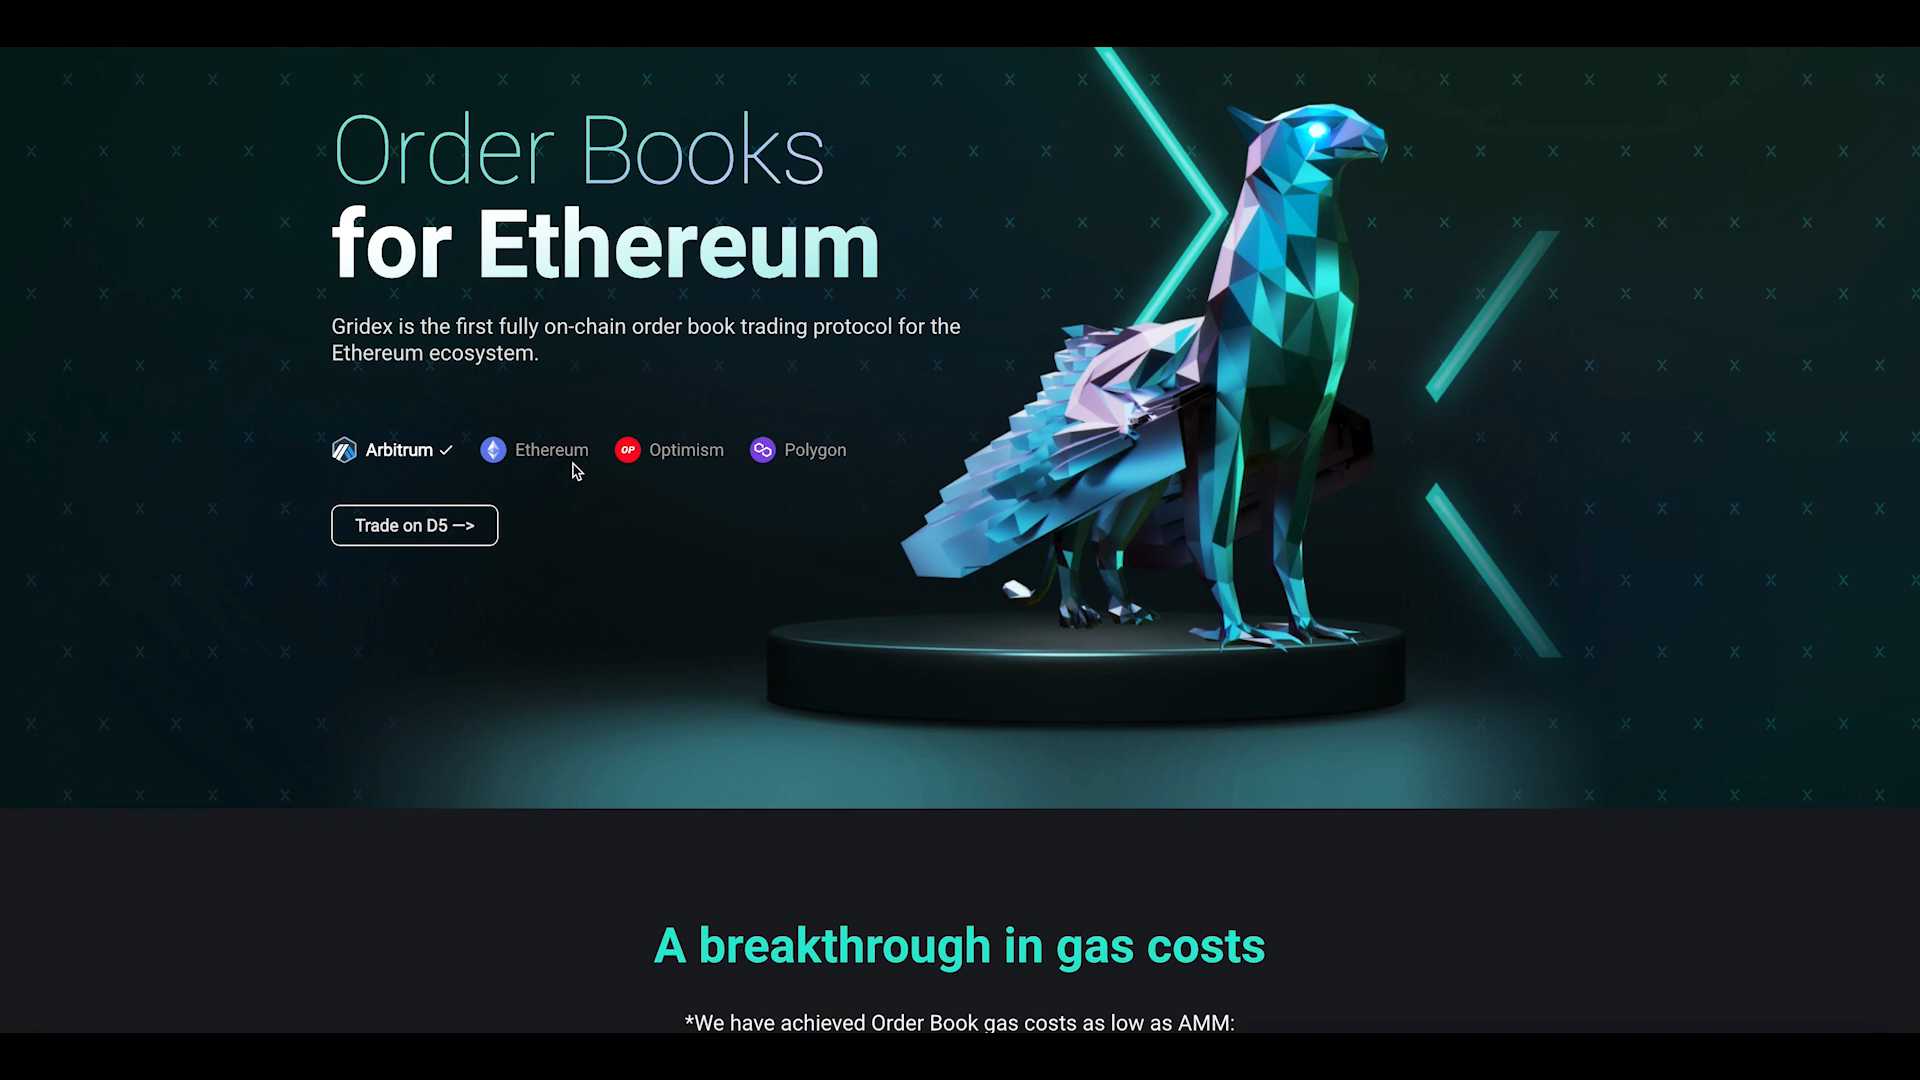 Order Books
for Ethereum
Gridex is the first fully on-chain order book trading protocol for the
Ethereum ecosystem.
Arbitrum ✓ Ethereum OP Optimism Polygon
Trade on D5 —>
A breakthrough in gas costs
*We have achieved Order Book gas costs as low as AMM: